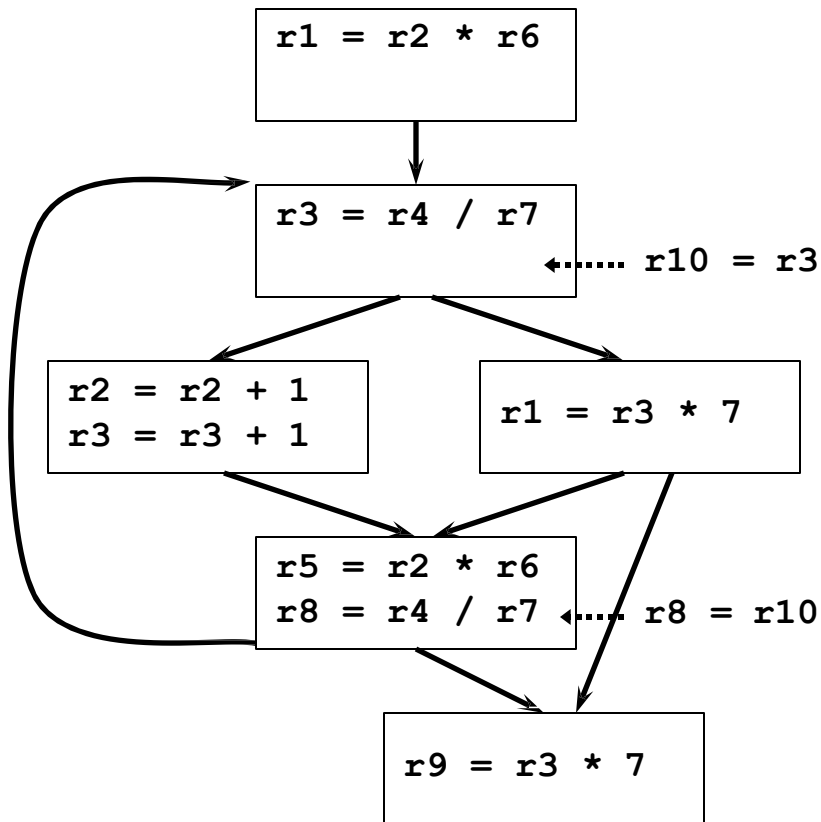 r1 = r2 * r6
r3 = r4 / r7
r10 = r3
r2 = r2 + 1
r3 = r3 + 1
r1 = r3 * 7
r5 = r2 * r6
r8 = r4 / r7
r8 = r10
r9 = r3 * 7